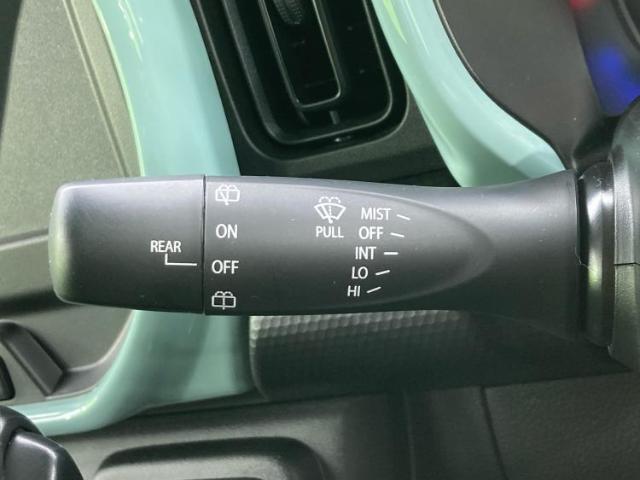 REAR
ON
OFF
PULL
MIST
OFF
INT
LO
HI